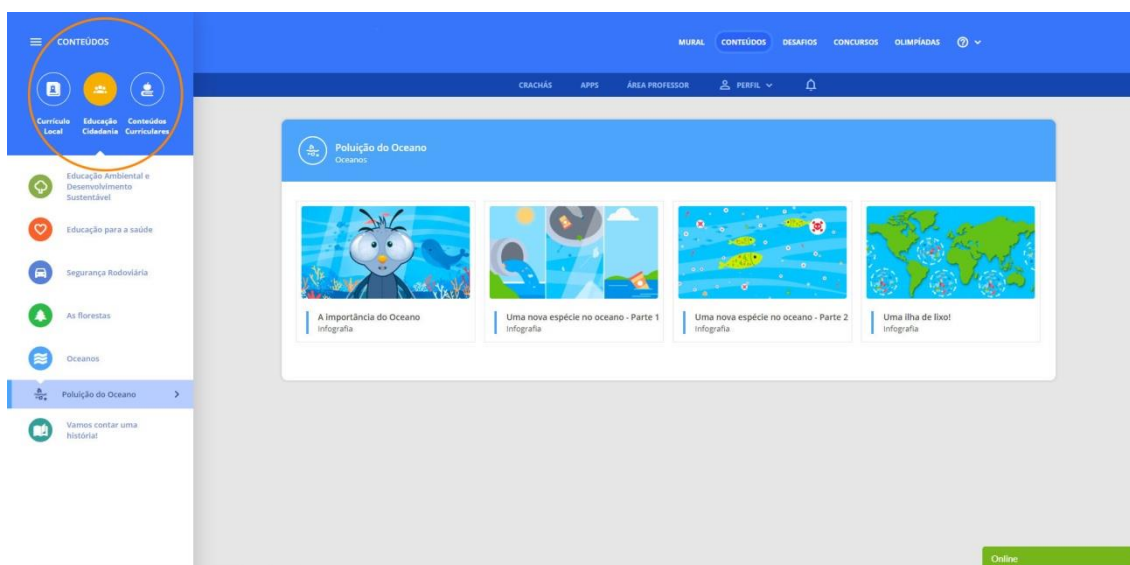 CONTEÚDOS
MURAL CONTEÚDOS DESAFIOS CONCURSOS OLIMPÍADAS
CRACHÁS APPS ÁREA PROFESSOR PERFIL
Currículo Local
Educação Cidadania
Conteúdos Curriculares
Educação Ambiental e
Desenvolvimento
Sustentável
Educação para a saúde
Segurança Rodoviária
As florestas
Oceanos
Poluição do Oceano
Vamos contar uma
história!
Poluição do Oceano
Oceanos
A importância do Oceano
Infografia
Uma nova espécie no oceano - Parte 1
Infografia
Uma nova espécie no oceano - Parte 2
Infografia
Uma ilha de lixo!
Infografia
Online